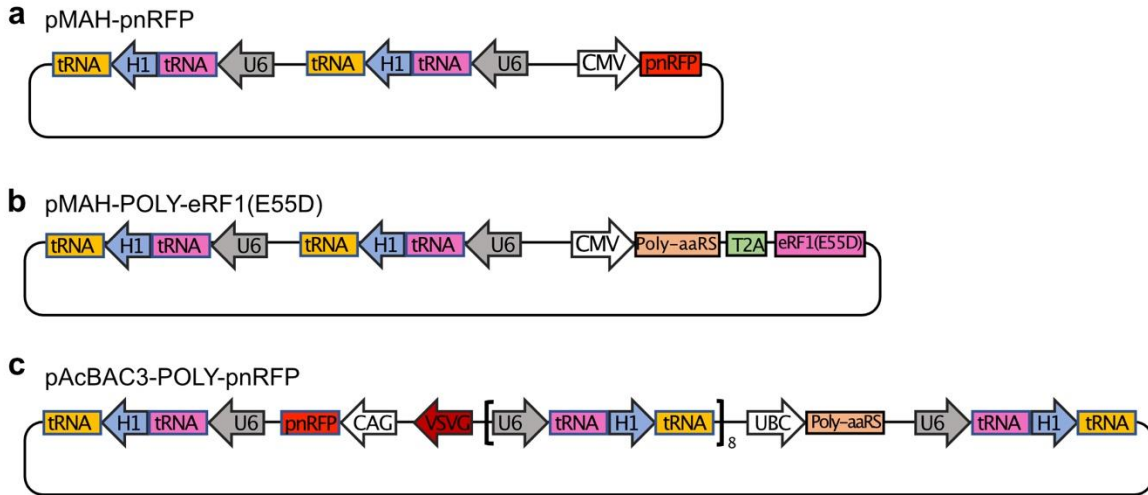 a pMAH-pnRFP
tRNA H1 tRNA U6 tRNA H1 tRNA U6 CMV pnRFP
b pMAH-POLY-eRF1(E55D)
tRNA H1 tRNA U6 tRNA H1 tRNA U6 CMV Poly-aaRS T2A eRF1(E55D)
c pAcBAC3-POLY-pnRFP
tRNA H1 tRNA U6 pnRFP CAG VSVG [ U6 tRNA H1 tRNA ]8 UBC Poly-aaRS U6 tRNA H1 tRNA